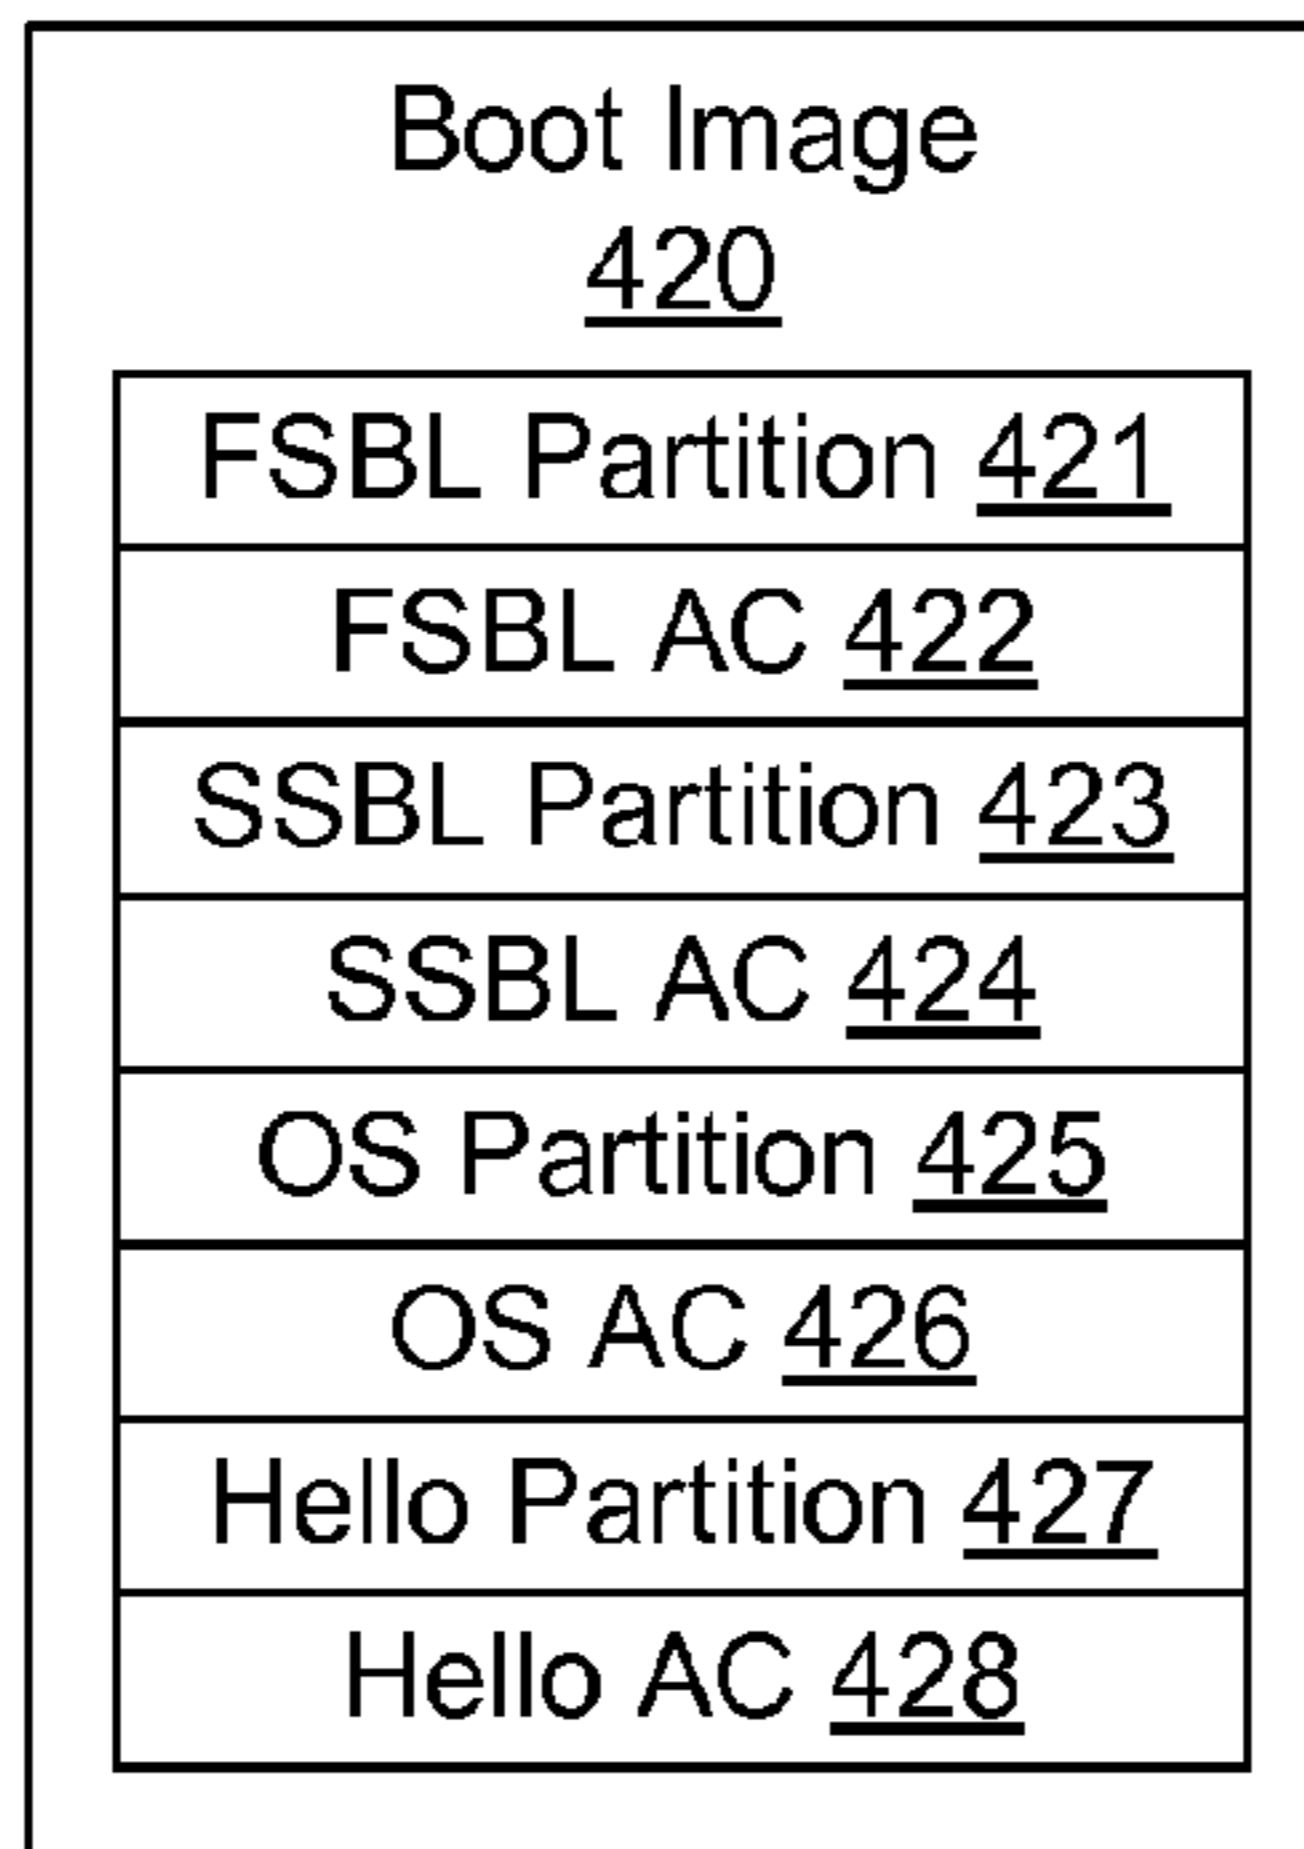 Boot Image
420
FSBL Partition 421
FSBL AC 422
SSBL Partition 423
SSBL AC 424
OS Partition 425
OS AC 426
Hello Partition 427
Hello AC 428